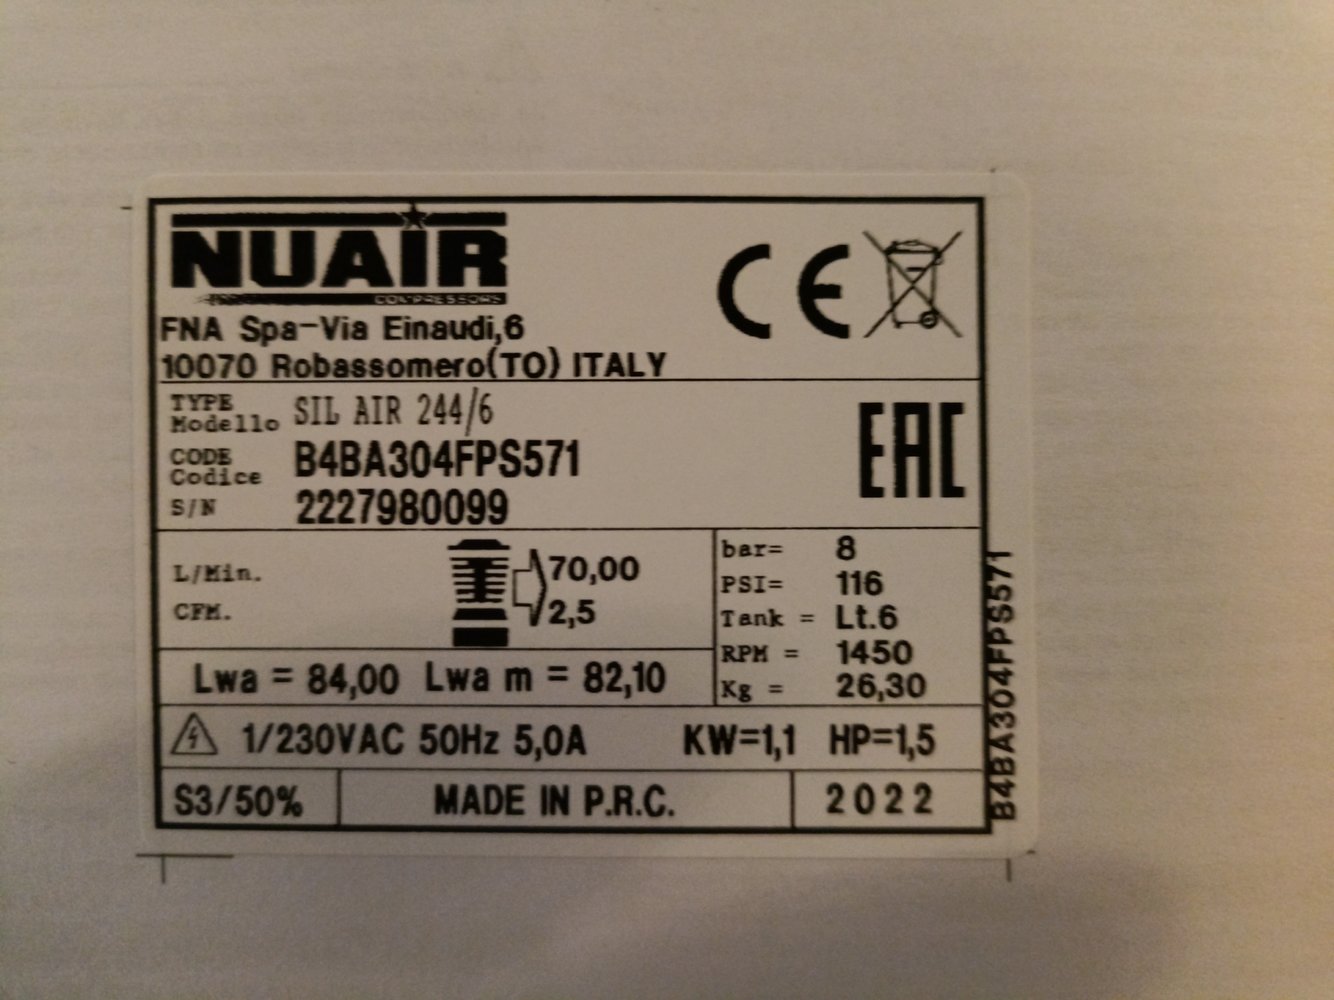 NUAIR
COMPRESSORS
FNA Spa-Via Einaudi,6
10070 Robassomero(TO) ITALY
CE
TYPE
Modello SIL AIR 244/6
CODE
Codice B4BA304FPS571
S/N 2227980099
EAC
L/Min. 70,00
CFM. 2,5
bar= 8
PSI= 116
Tank = Lt.6
RPM = 1450
Kg = 26,30
Lwa = 84,00 Lwa m = 82,10
1/230VAC 50Hz 5,0A KW=1,1 HP=1,5
S3/50% MADE IN P.R.C. 2022
B4BA304FPS571